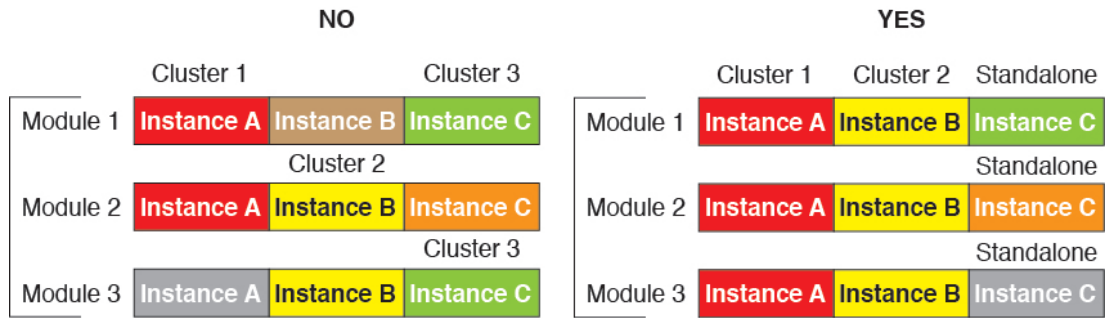 NO
Cluster 1 Cluster 3
Module 1 Instance A Instance B Instance C
Cluster 2
Module 2 Instance A Instance B Instance C
Cluster 3
Module 3 Instance A Instance B Instance C
YES
Cluster 1 Cluster 2 Standalone
Module 1 Instance A Instance B Instance C
Standalone
Module 2 Instance A Instance B Instance C
Standalone
Module 3 Instance A Instance B Instance C